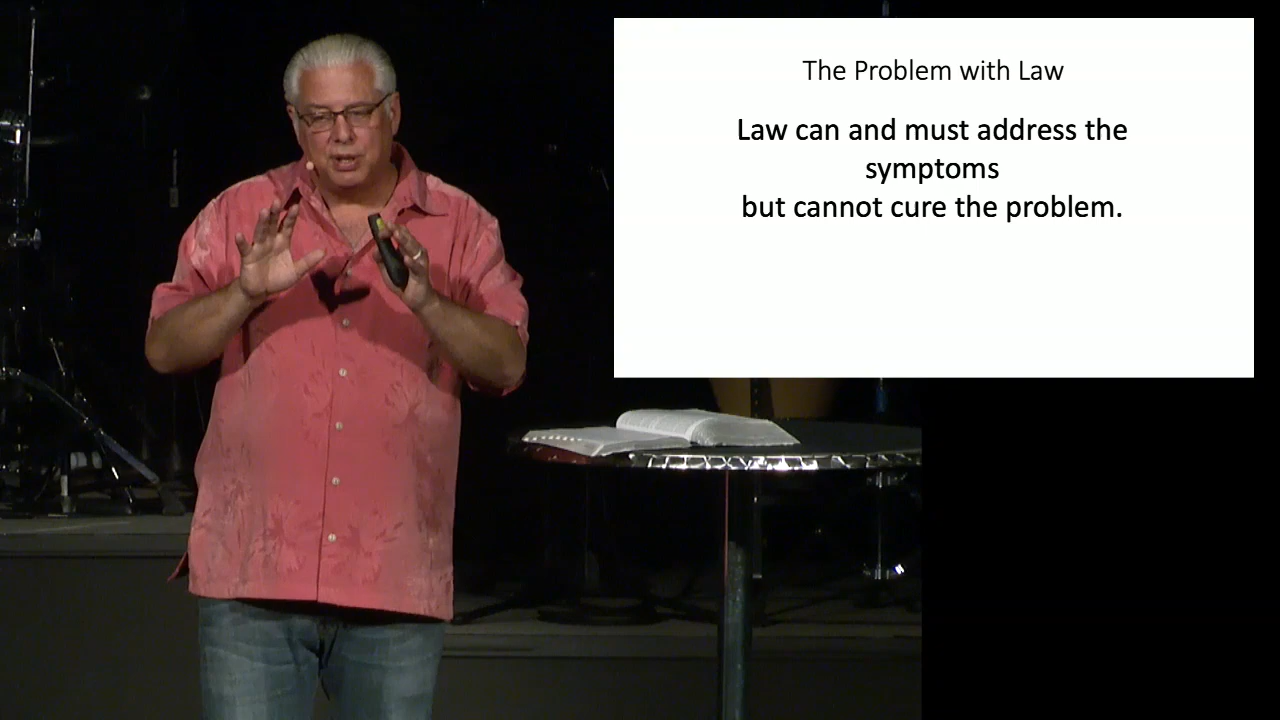 The Problem with Law
Law can and must address the
symptoms
but cannot cure the problem.